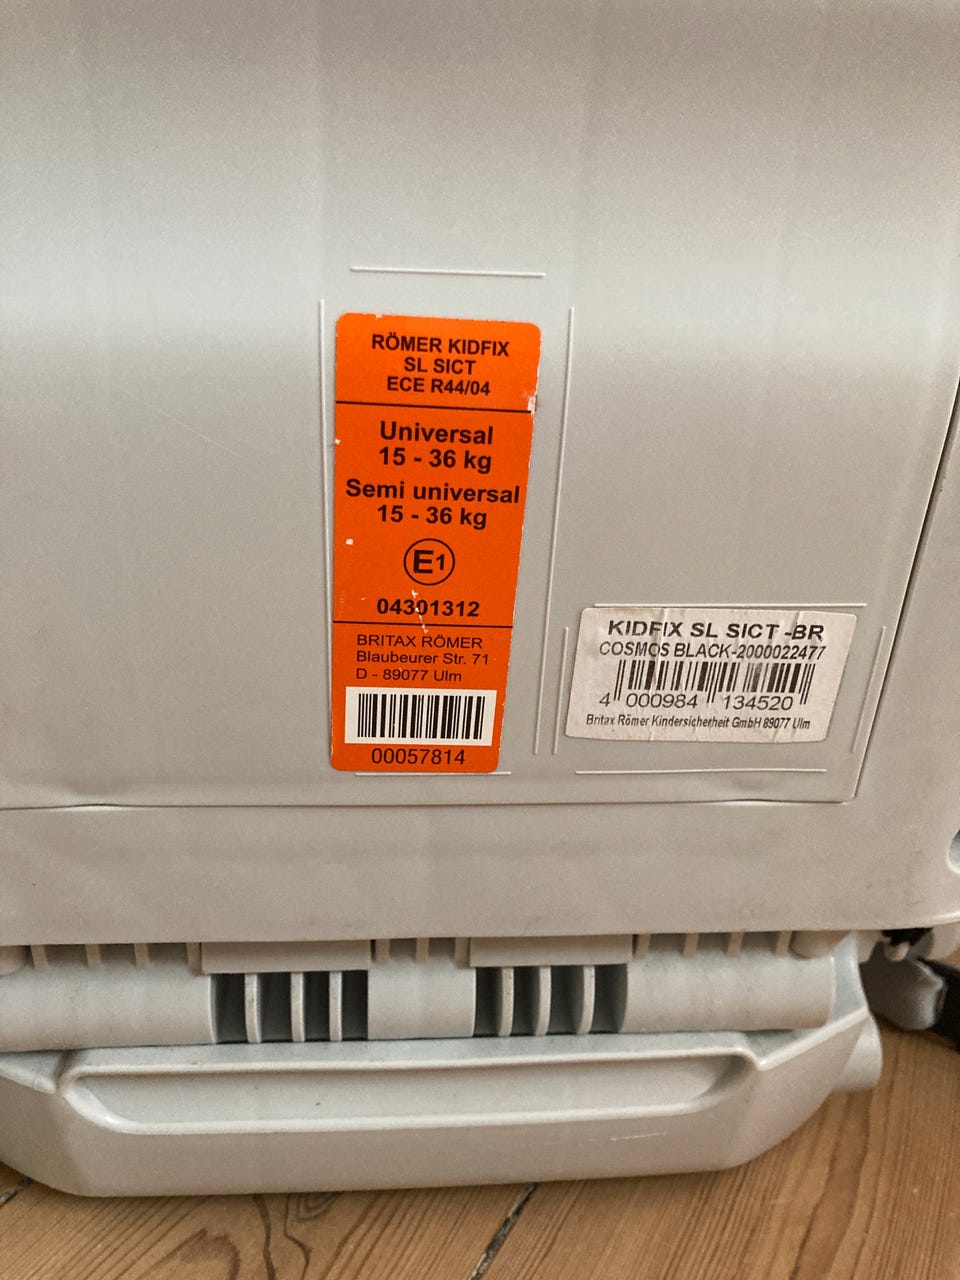 RÖMER KIDFIX
SL SICT
ECE R44/04
Universal
15 - 36 kg
Semi universal
15 - 36 kg
E1
04301312
BRITAX RÖMER
Blaubeurer Str. 71
D - 89077 Ulm
00057814
KIDFIX SL SICT -BR
COSMOS BLACK-2000022477
4 000984 134520
Britax Römer Kindersicherheit GmbH 89077 Ulm